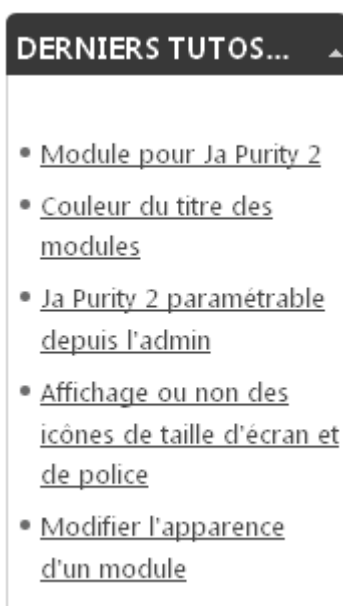 DERNIERS TUTOS...
Module pour Ja Purity 2
Couleur du titre des
modules
Ja Purity 2 paramétrable
depuis l'admin
Affichage ou non des
icônes de taille d'écran et
de police
Modifier l'apparence
d'un module